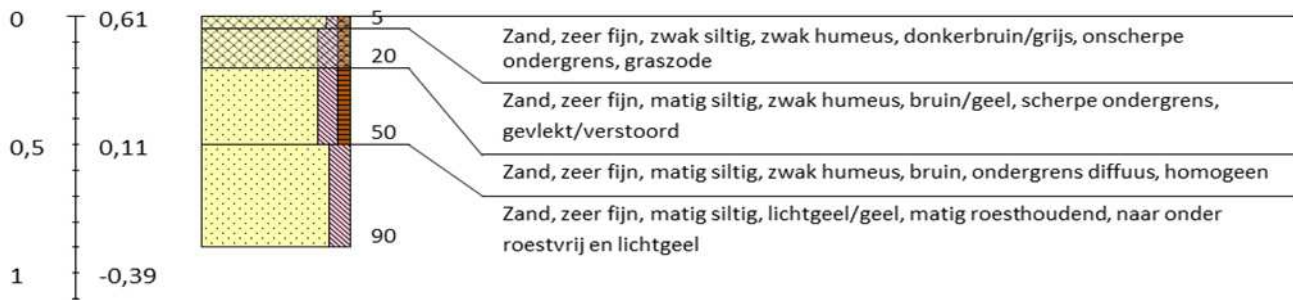 0 0,61 5
Zand, zeer fijn, zwak siltig, zwak humeus, donkerbruin/grijs, onscherpe
ondergrens, graszode
20
Zand, zeer fijn, matig siltig, zwak humeus, bruin/geel, scherpe ondergrens,
gevlekt/verstoord
0,5 0,11 50
Zand, zeer fijn, matig siltig, zwak humeus, bruin, ondergrens diffuus, homogeen
Zand, zeer fijn, matig siltig, lichtgeel/geel, matig roesthoudend, naar onder
roestvrij en lichtgeel
90
1 -0,39